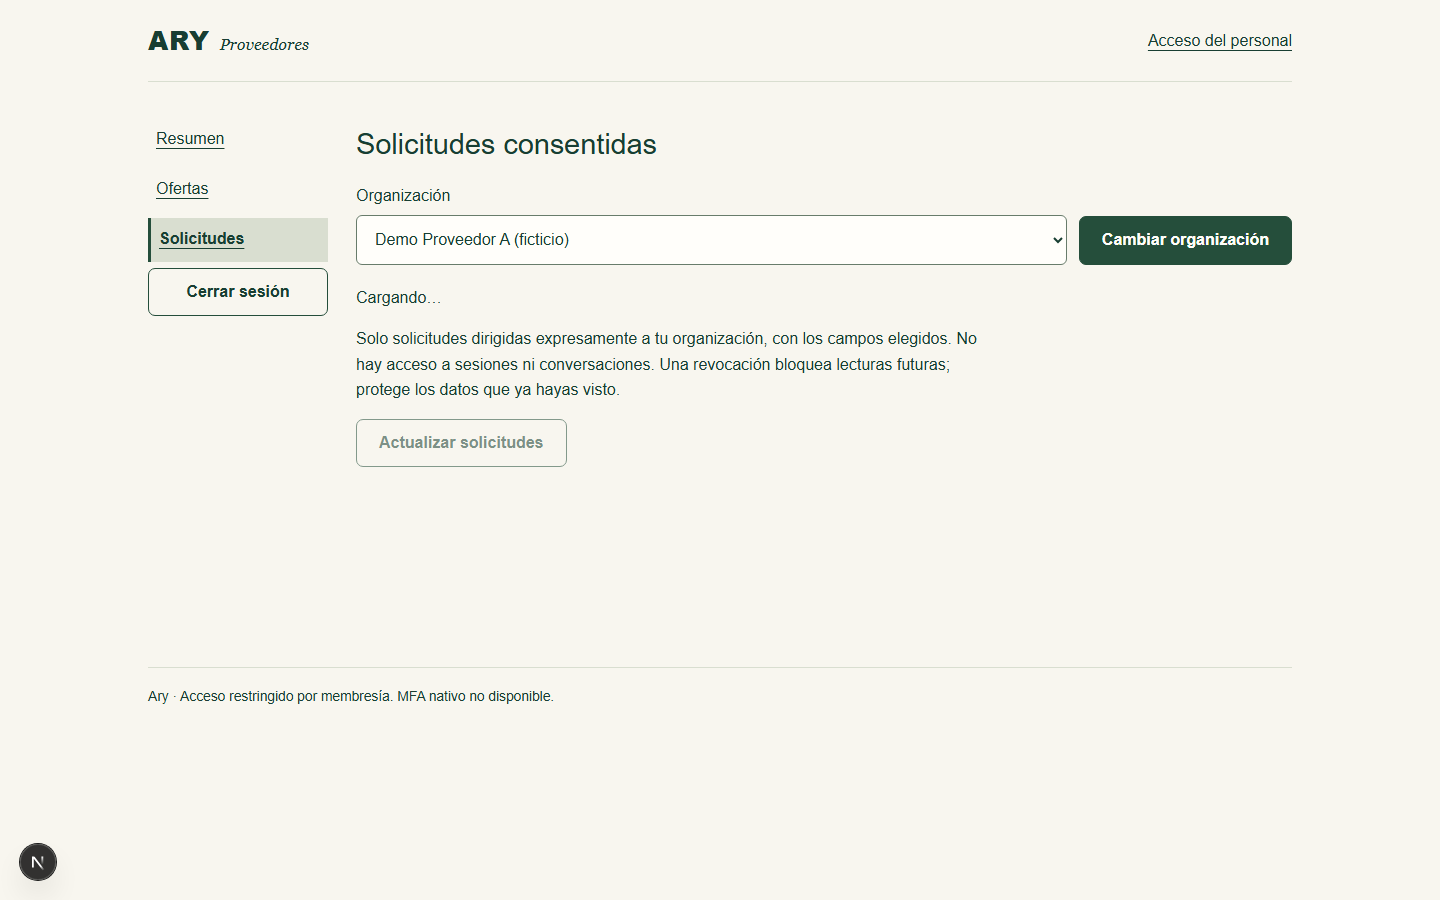 ARY Proveedores
Acceso del personal
Resumen
Ofertas
Solicitudes
Cerrar sesión
Solicitudes consentidas
Organización
Demo Proveedor A (ficticio)
Cambiar organización
Cargando…
Solo solicitudes dirigidas expresamente a tu organización, con los campos elegidos. No
hay acceso a sesiones ni conversaciones. Una revocación bloquea lecturas futuras;
protege los datos que ya hayas visto.
Actualizar solicitudes
Ary · Acceso restringido por membresía. MFA nativo no disponible.
N